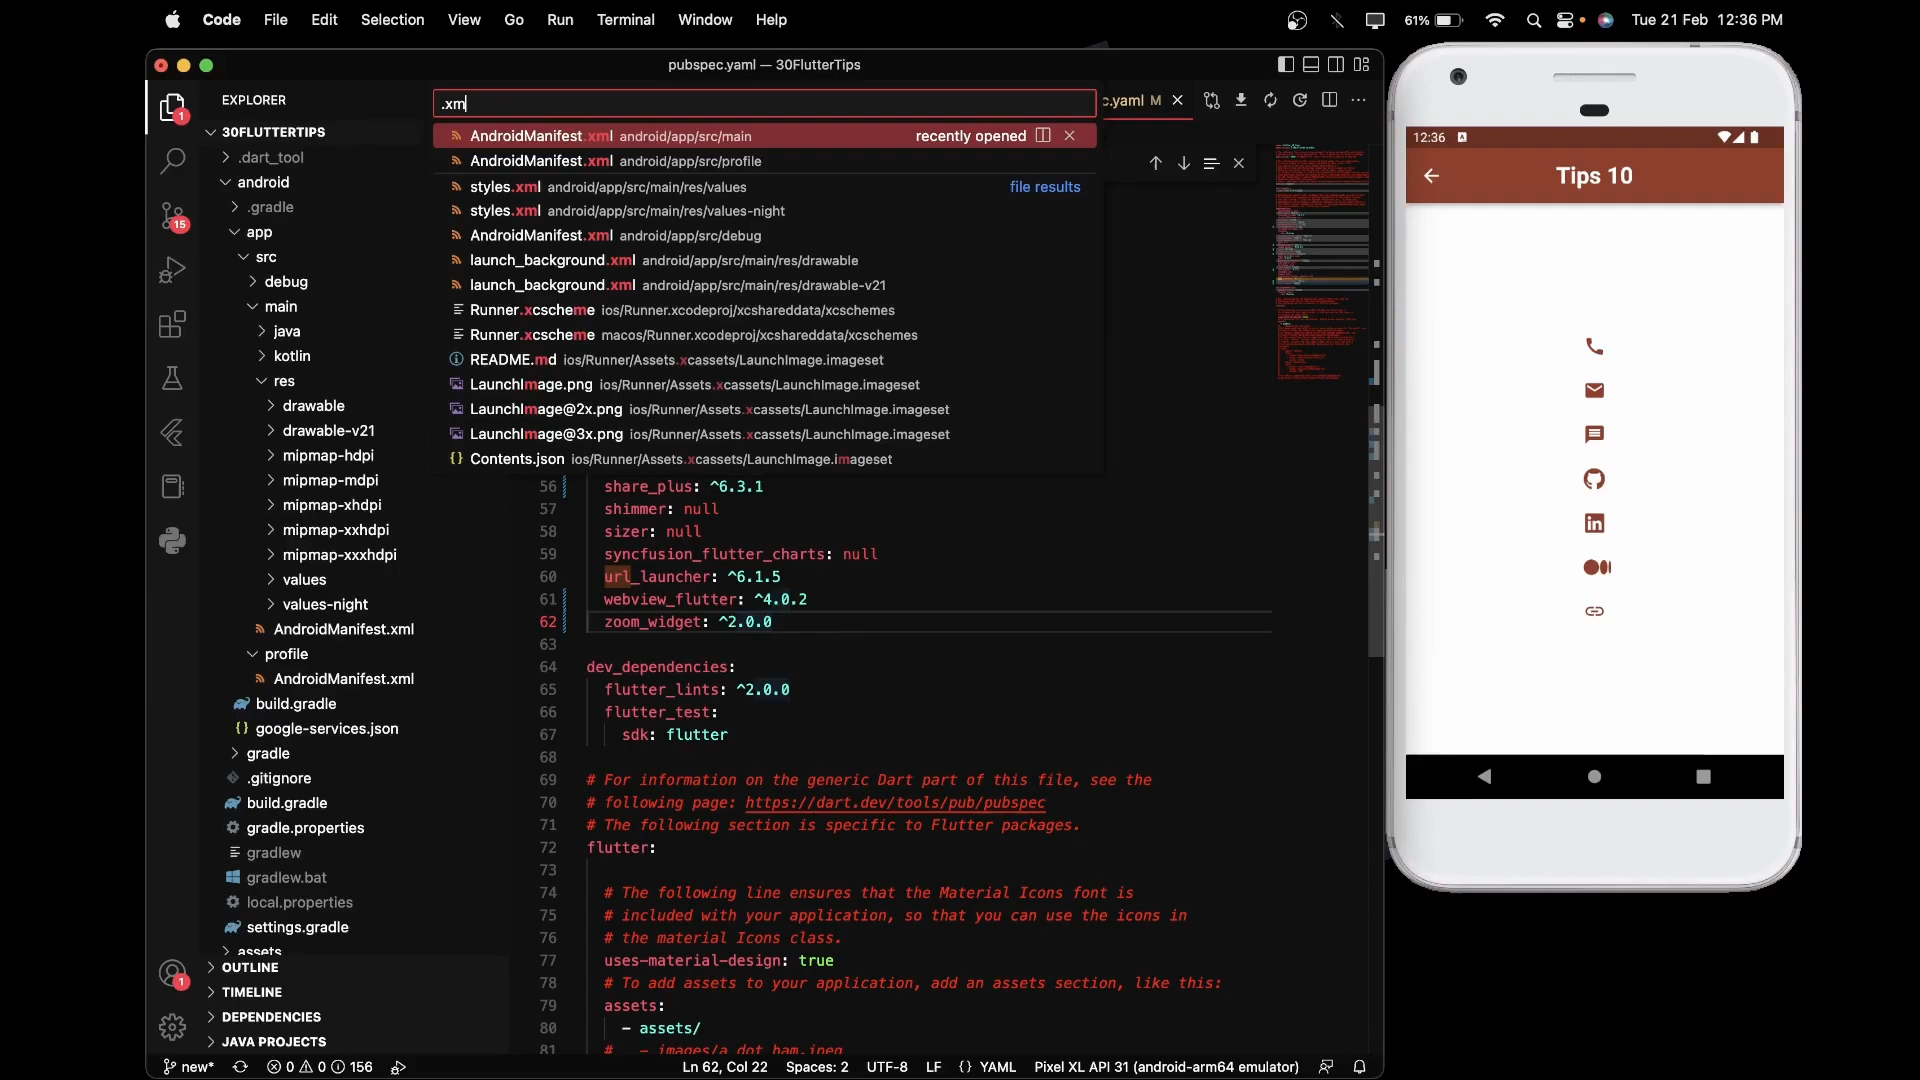 Code File Edit Selection View Go Run Terminal Window Help
61% Tue 21 Feb 12:36 PM
pubspec.yaml — 30FlutterTips
EXPLORER
30FLUTTERTIPS
.dart_tool
android
.gradle
app
src
debug
main
java
kotlin
res
drawable
drawable-v21
mipmap-hdpi
mipmap-mdpi
mipmap-xhdpi
mipmap-xxhdpi
mipmap-xxxhdpi
values
values-night
AndroidManifest.xml
profile
AndroidManifest.xml
build.gradle
google-services.json
gradle
.gitignore
build.gradle
gradle.properties
gradlew
gradlew.bat
local.properties
settings.gradle
assets
OUTLINE
TIMELINE
DEPENDENCIES
JAVA PROJECTS
1
15
1
.xm
c.yaml M
AndroidManifest.xml android/app/src/main recently opened
AndroidManifest.xml android/app/src/profile
styles.xml android/app/src/main/res/values file results
styles.xml android/app/src/main/res/values-night
AndroidManifest.xml android/app/src/debug
launch_background.xml android/app/src/main/res/drawable
launch_background.xml android/app/src/main/res/drawable-v21
Runner.xcscheme ios/Runner.xcodeproj/xcshareddata/xcschemes
Runner.xcscheme macos/Runner.xcodeproj/xcshareddata/xcschemes
README.md ios/Runner/Assets.xcassets/LaunchImage.imageset
LaunchImage.png ios/Runner/Assets.xcassets/LaunchImage.imageset
LaunchImage@2x.png ios/Runner/Assets.xcassets/LaunchImage.imageset
LaunchImage@3x.png ios/Runner/Assets.xcassets/LaunchImage.imageset
{} Contents.json ios/Runner/Assets.xcassets/LaunchImage.imageset
56 share_plus: ^6.3.1
57 shimmer: null
58 sizer: null
59 syncfusion_flutter_charts: null
60 url_launcher: ^6.1.5
61 webview_flutter: ^4.0.2
62 zoom_widget: ^2.0.0
63
64 dev_dependencies:
65 flutter_lints: ^2.0.0
66 flutter_test:
67 sdk: flutter
68
69 # For information on the generic Dart part of this file, see the
70 # following page: https://dart.dev/tools/pub/pubspec
71 # The following section is specific to Flutter packages.
72 flutter:
73
74 # The following line ensures that the Material Icons font is
75 # included with your application, so that you can use the icons in
76 # the material Icons class.
77 uses-material-design: true
78 # To add assets to your application, add an assets section, like this:
79 assets:
80 - assets/
81 # - images/a_dot_ham.jpeg
new* 0 0 156 Ln 62, Col 22 Spaces: 2 UTF-8 LF {} YAML Pixel XL API 31 (android-arm64 emulator)
12:36
Tips 10